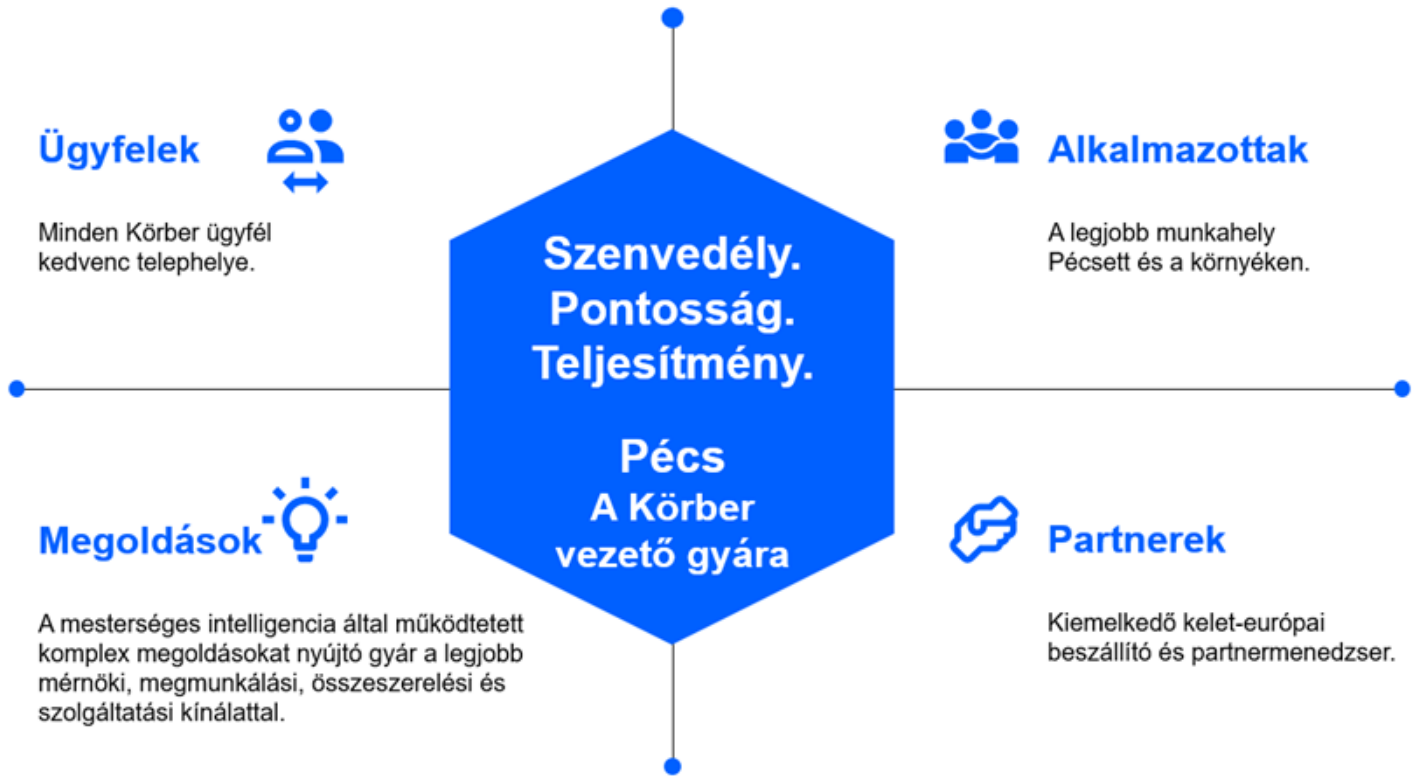 Ügyfelek
Minden Körber ügyfél
kedvenc telephelye.
Alkalmazottak
A legjobb munkahely
Pécsett és a környéken.
Szenvedély.
Pontosság.
Teljesítmény.
Pécs
A Körber
vezető gyára
Megoldások
A mesterséges intelligencia által működtetett
komplex megoldásokat nyújtó gyár a legjobb
mérnöki, megmunkálási, összeszerelési és
szolgáltatási kínálattal.
Partnerek
Kiemelkedő kelet-európai
beszállító és partnermenedzser.